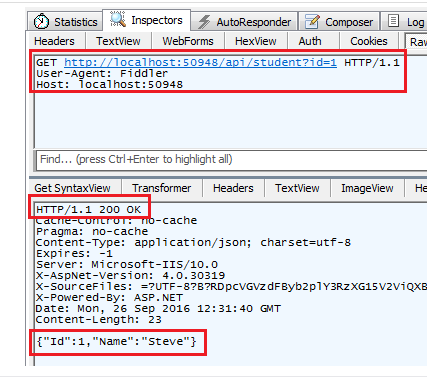 Statistics Inspectors AutoResponder Composer Log
Headers TextView WebForms HexView Auth Cookies Raw
GET http://localhost:50948/api/student?id=1 HTTP/1.1
User-Agent: Fiddler
Host: localhost:50948
Find... (press Ctrl+Enter to highlight all)
Get SyntaxView Transformer Headers TextView ImageView He
HTTP/1.1 200 OK
Cache-Control: no-cache
Pragma: no-cache
Content-Type: application/json; charset=utf-8
Expires: -1
Server: Microsoft-IIS/10.0
X-AspNet-Version: 4.0.30319
X-SourceFiles: =?UTF-8?B?RDpcVGVzdFByb2plY3RzXG15V2ViQXB
X-Powered-By: ASP.NET
Date: Mon, 26 Sep 2016 12:31:40 GMT
Content-Length: 23
{"Id":1,"Name":"Steve"}